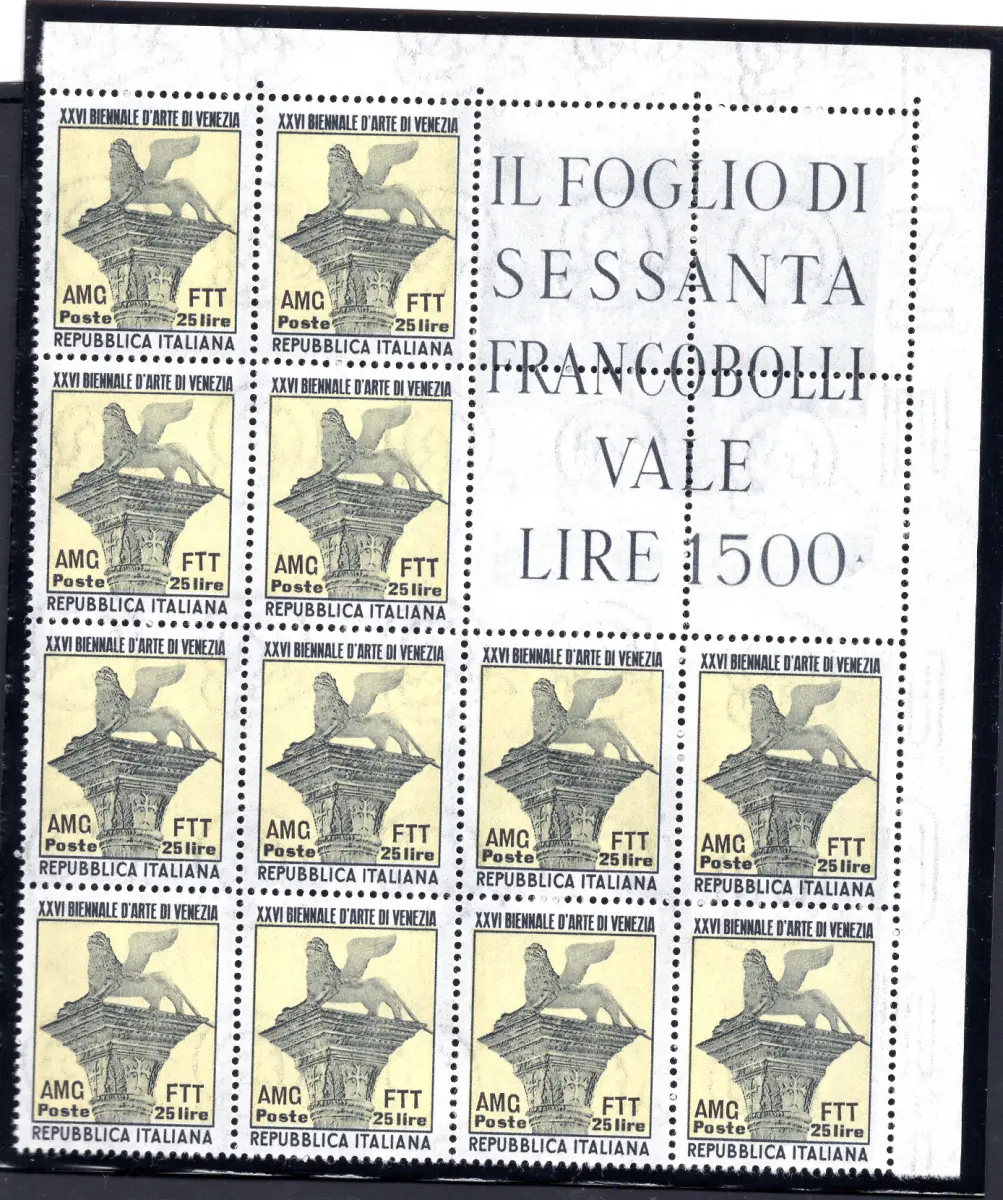 XXVI BIENNALE D'ARTE DI VENEZIA
AMG FTT
Poste 25 lire
REPUBBLICA ITALIANA
XXVI BIENNALE D'ARTE DI VENEZIA
AMG FTT
Poste 25 lire
REPUBBLICA ITALIANA
IL FOGLIO DI
SESSANTA
FRANCOBOLLI
VALE
LIRE 1500
XXVI BIENNALE D'ARTE DI VENEZIA
AMG FTT
Poste 25 lire
REPUBBLICA ITALIANA
XXVI BIENNALE D'ARTE DI VENEZIA
AMG FTT
Poste 25 lire
REPUBBLICA ITALIANA
XXVI BIENNALE D'ARTE DI VENEZIA
AMG FTT
Poste 25 lire
REPUBBLICA ITALIANA
XXVI BIENNALE D'ARTE DI VENEZIA
AMG FTT
Poste 25 lire
REPUBBLICA ITALIANA
XXVI BIENNALE D'ARTE DI VENEZIA
AMG FTT
Poste 25 lire
REPUBBLICA ITALIANA
XXVI BIENNALE D'ARTE DI VENEZIA
AMG FTT
Poste 25 lire
REPUBBLICA ITALIANA
XXVI BIENNALE D'ARTE DI VENEZIA
AMG FTT
Poste 25 lire
REPUBBLICA ITALIANA
XXVI BIENNALE D'ARTE DI VENEZIA
AMG FTT
Poste 25 lire
REPUBBLICA ITALIANA
XXVI BIENNALE D'ARTE DI VENEZIA
AMG FTT
Poste 25 lire
REPUBBLICA ITALIANA
XXVI BIENNALE D'ARTE DI VENEZIA
AMG FTT
Poste 25 lire
REPUBBLICA ITALIANA